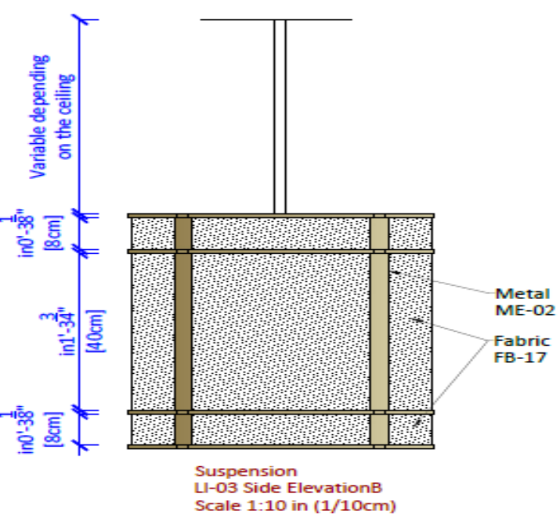 Variable depending
on the ceiling
1
in0'-38"
[8cm]
3
in1'-34"
[40cm]
1
in0'-38"
[8cm]
Metal
ME-02
Fabric
FB-17
Suspension
LI-03 Side ElevationB
Scale 1:10 in (1/10cm)